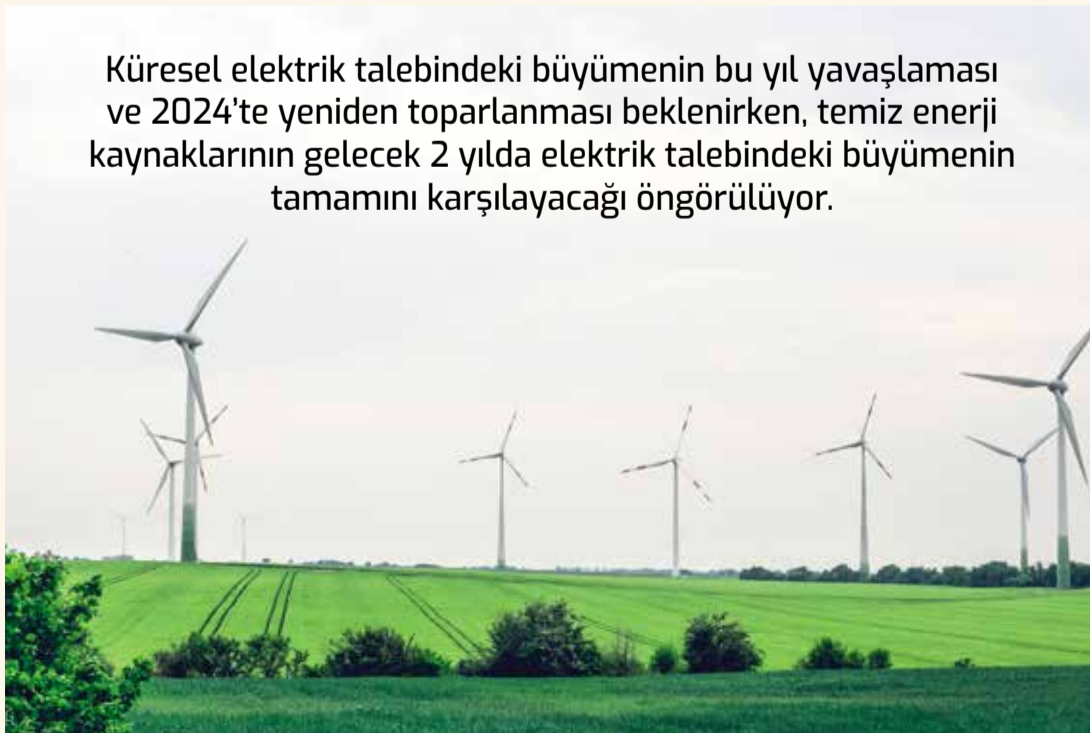 Küresel elektrik talebindeki büyümenin bu yıl yavaşlaması
ve 2024'te yeniden toparlanması beklenirken, temiz enerji
kaynaklarının gelecek 2 yılda elektrik talebindeki büyümenin
tamamını karşılayacağı öngörülüyor.